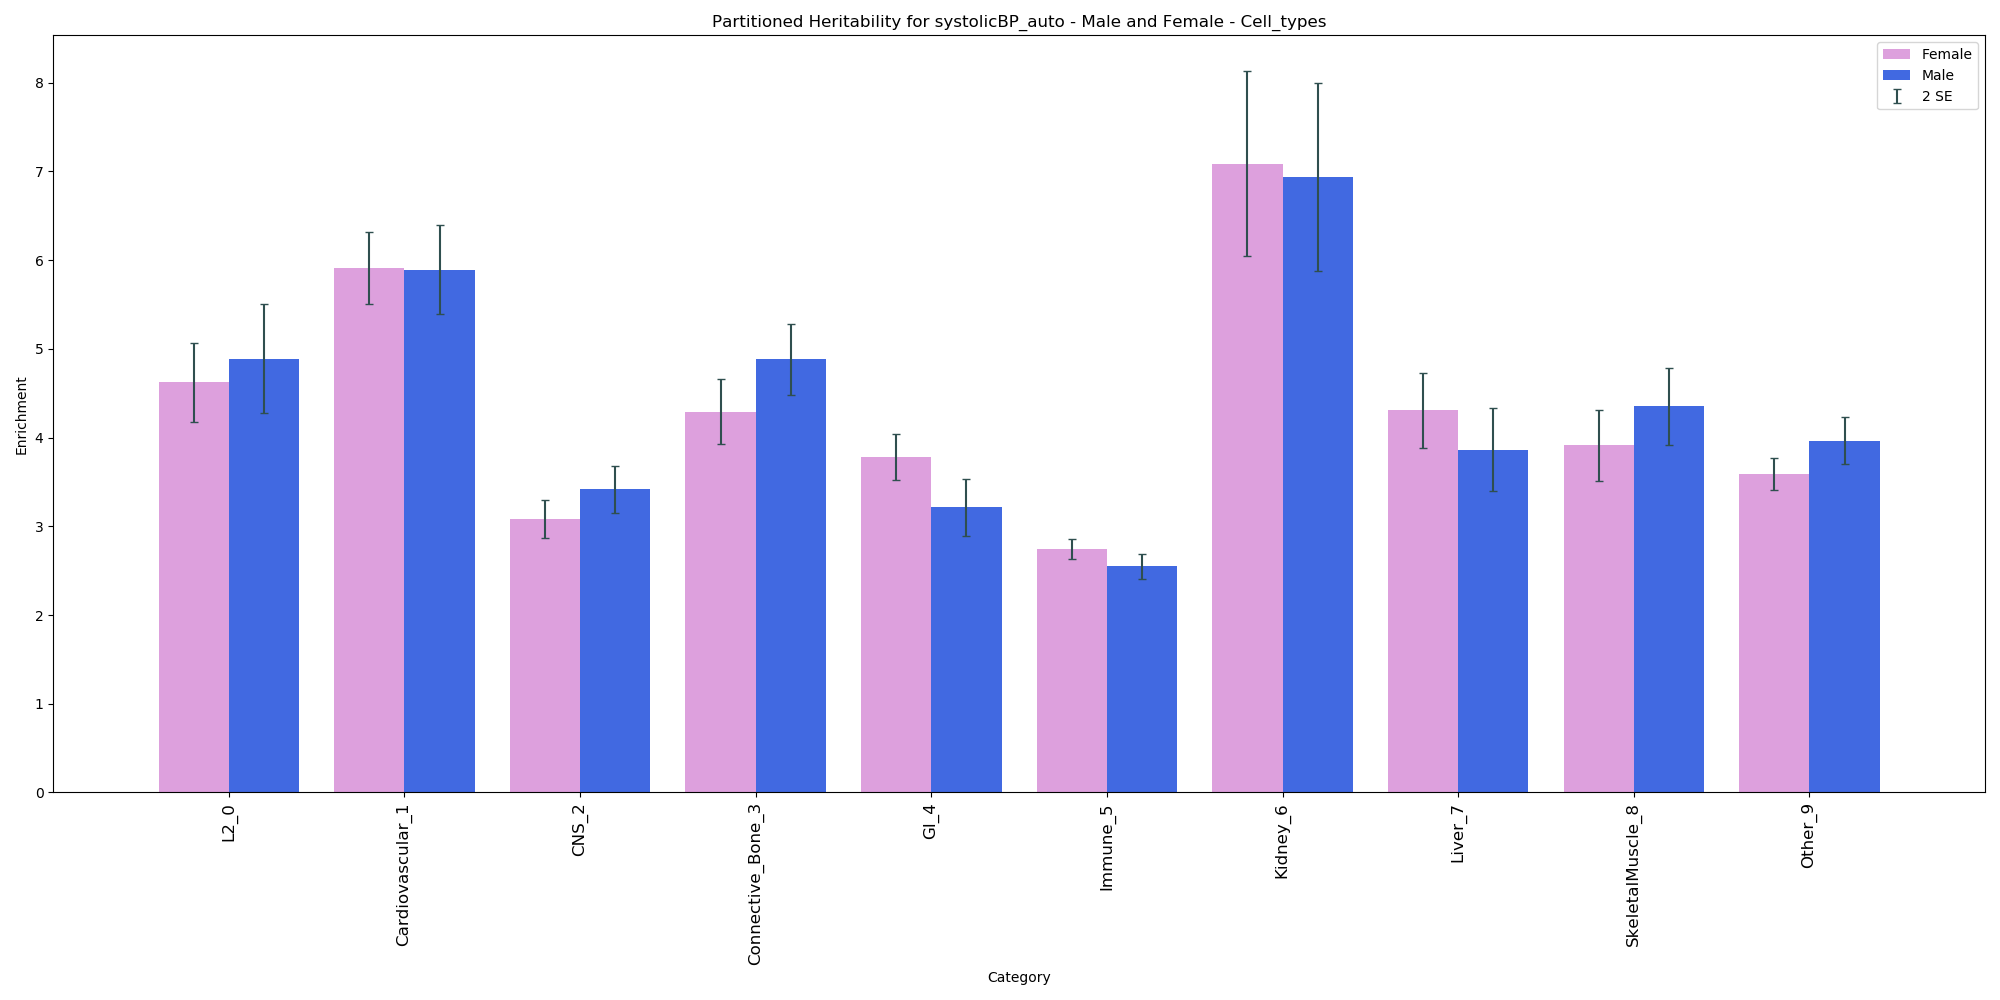 Partitioned Heritability for systolicBP_auto - Male and Female - Cell_types
Female
Male
2 SE
Enrichment
8
7
6
5
4
3
2
1
0
L2_0
Cardiovascular_1
CNS_2
Connective_Bone_3
GI_4
Immune_5
Kidney_6
Liver_7
SkeletalMuscle_8
Other_9
Category